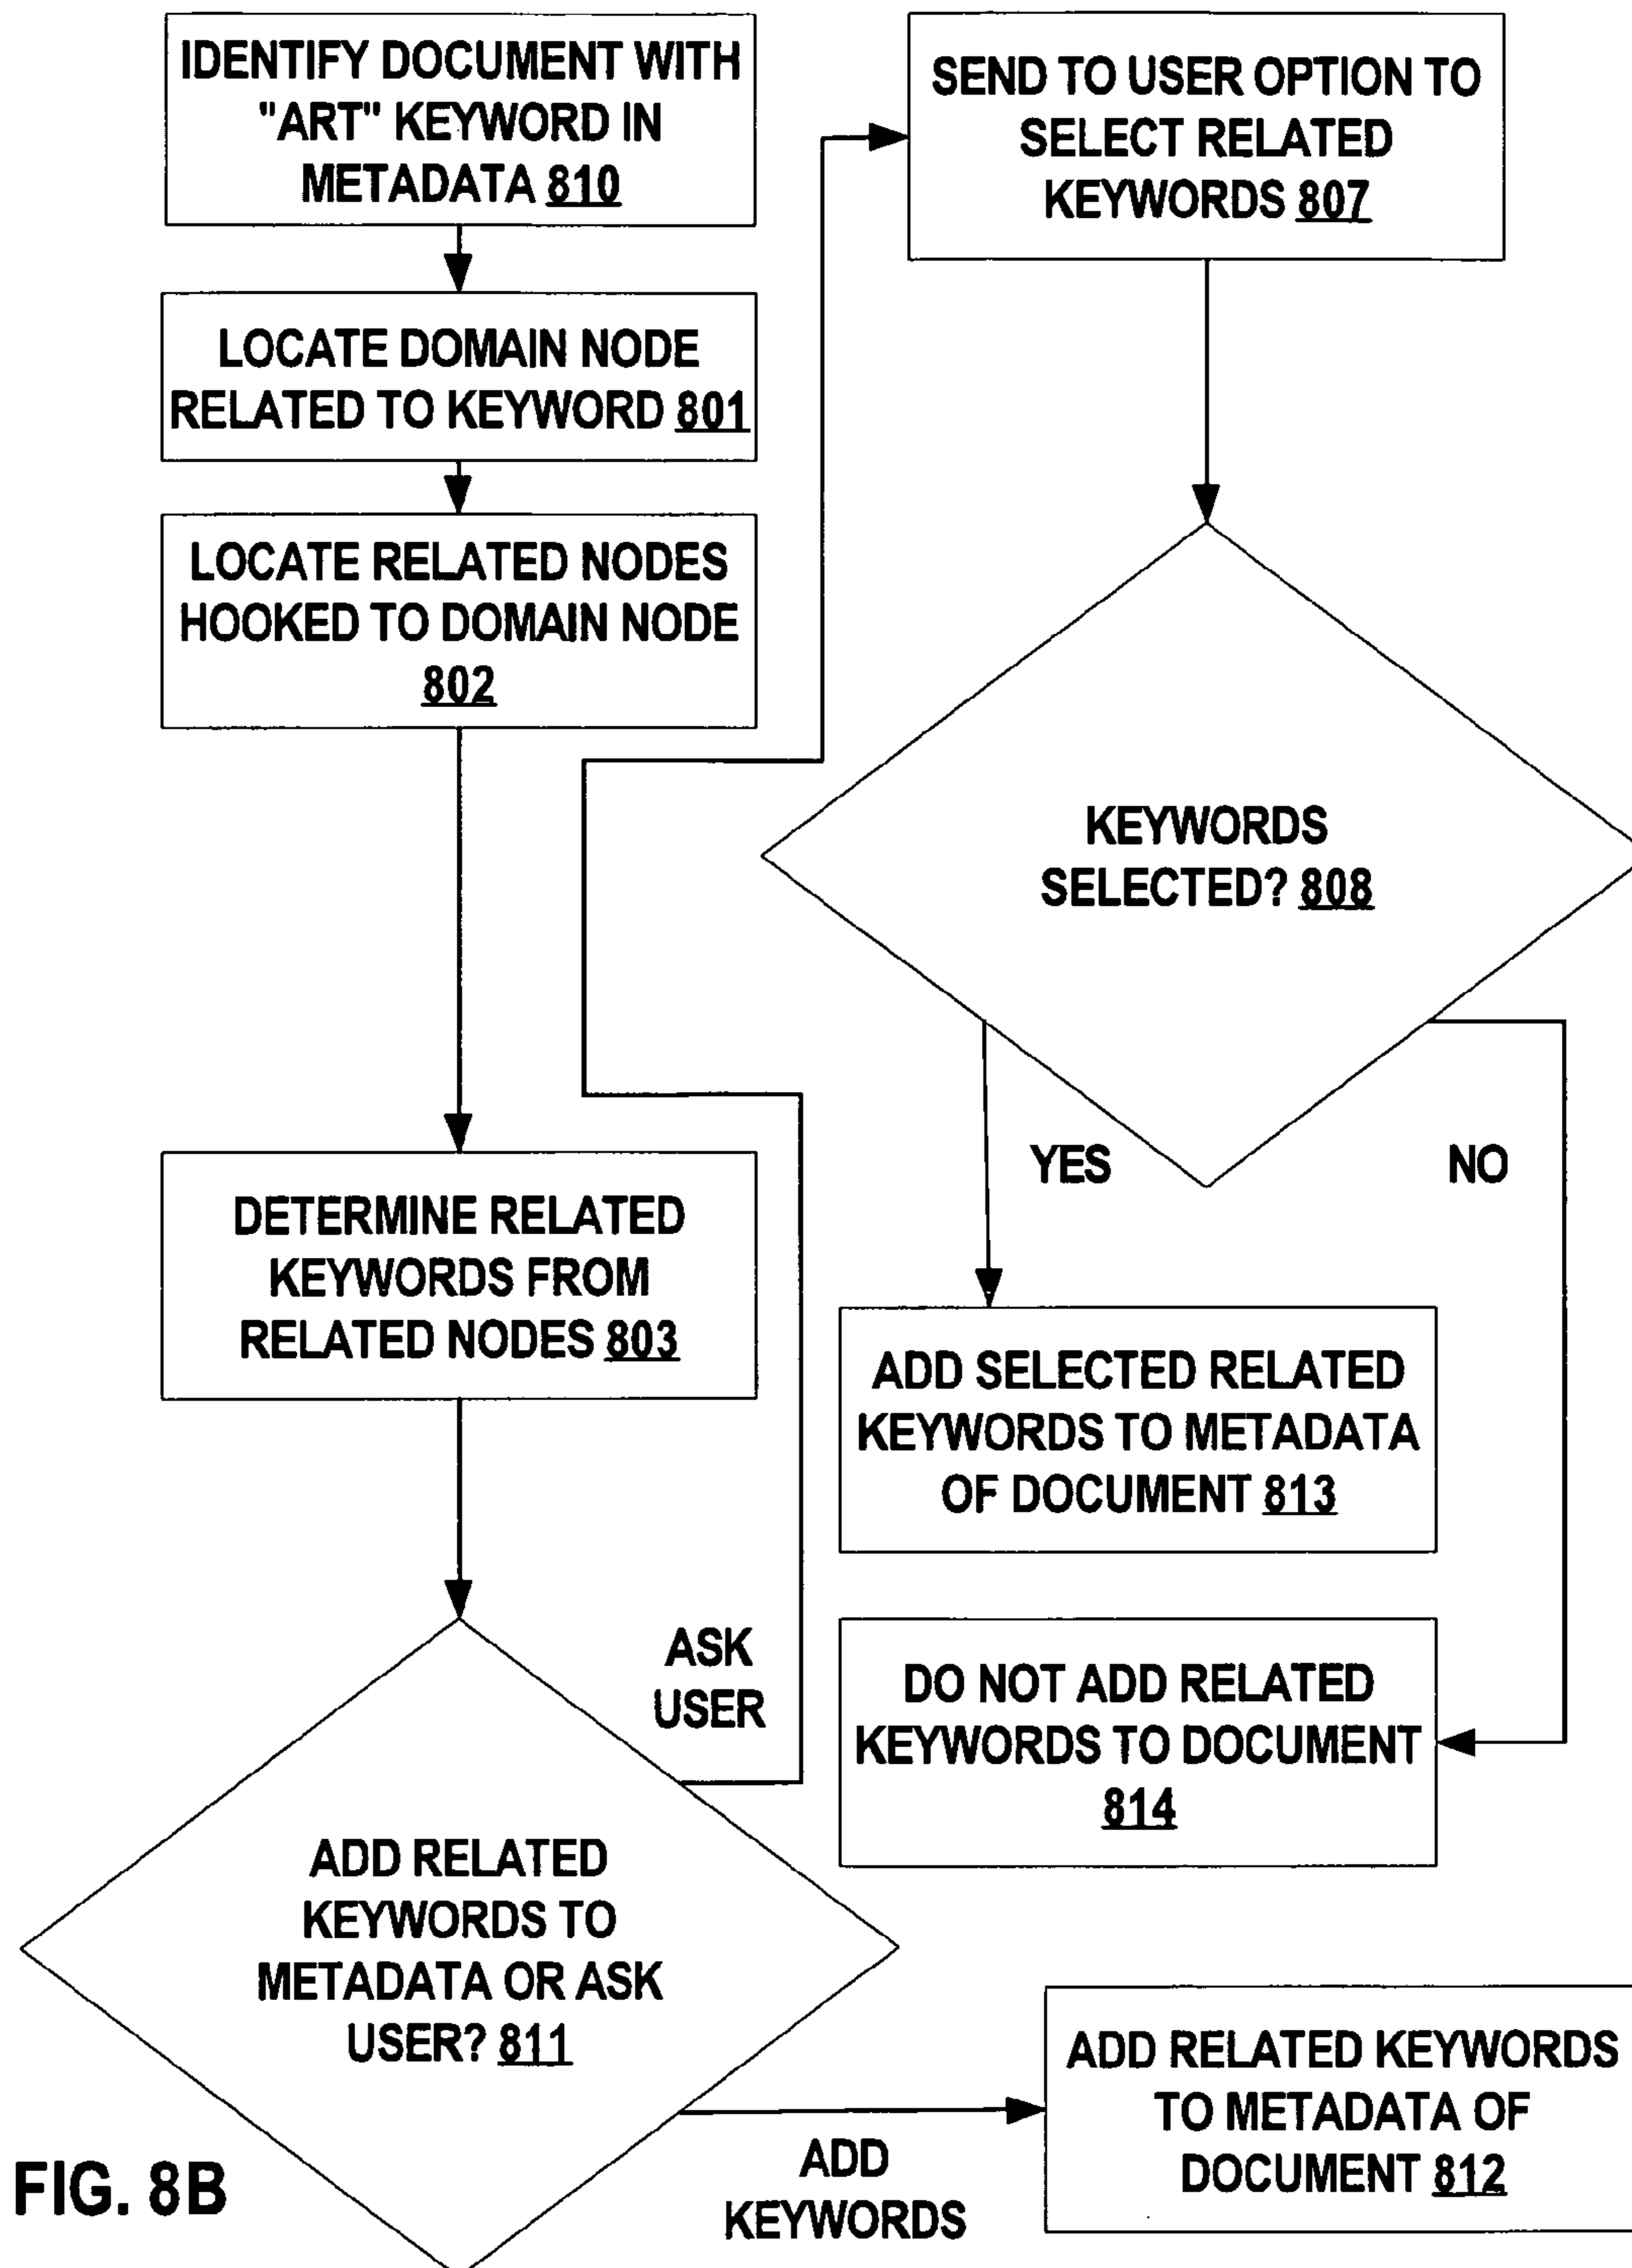 IDENTIFY DOCUMENT WITH
"ART" KEYWORD IN
METADATA 810
LOCATE DOMAIN NODE
RELATED TO KEYWORD 801
LOCATE RELATED NODES
HOOKED TO DOMAIN NODE
802
DETERMINE RELATED
KEYWORDS FROM
RELATED NODES 803
ADD RELATED
KEYWORDS TO
METADATA OR ASK
USER? 811
ASK
USER
ADD
KEYWORDS
SEND TO USER OPTION TO
SELECT RELATED
KEYWORDS 807
KEYWORDS
SELECTED? 808
YES
NO
ADD SELECTED RELATED
KEYWORDS TO METADATA
OF DOCUMENT 813
DO NOT ADD RELATED
KEYWORDS TO DOCUMENT
814
ADD RELATED KEYWORDS
TO METADATA OF
DOCUMENT 812
FIG. 8B